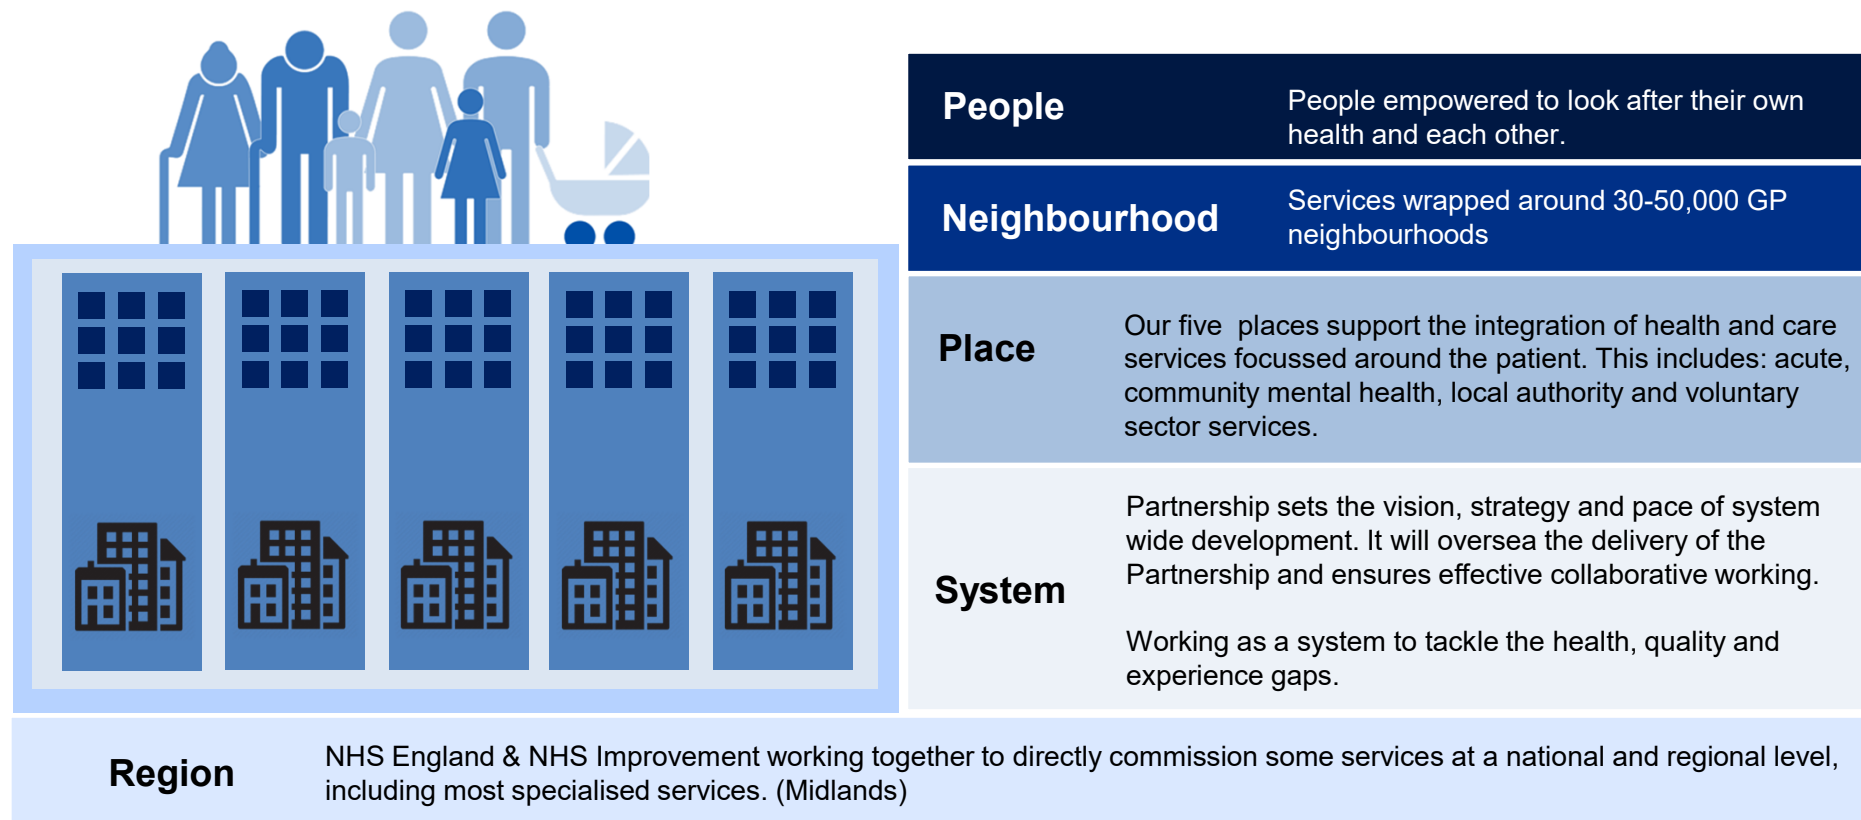 People
People empowered to look after their own
health and each other.
Neighbourhood
Services wrapped around 30-50,000 GP
neighbourhoods
Place
Our five  places support the integration of health and care
services focussed around the patient. This includes: acute,
community mental health, local authority and voluntary
sector services.
System
Partnership sets the vision, strategy and pace of system
wide development. It will oversea the delivery of the
Partnership and ensures effective collaborative working.
Working as a system to tackle the health, quality and
experience gaps.
Region
NHS England & NHS Improvement working together to directly commission some services at a national and regional level,
including most specialised services. (Midlands)